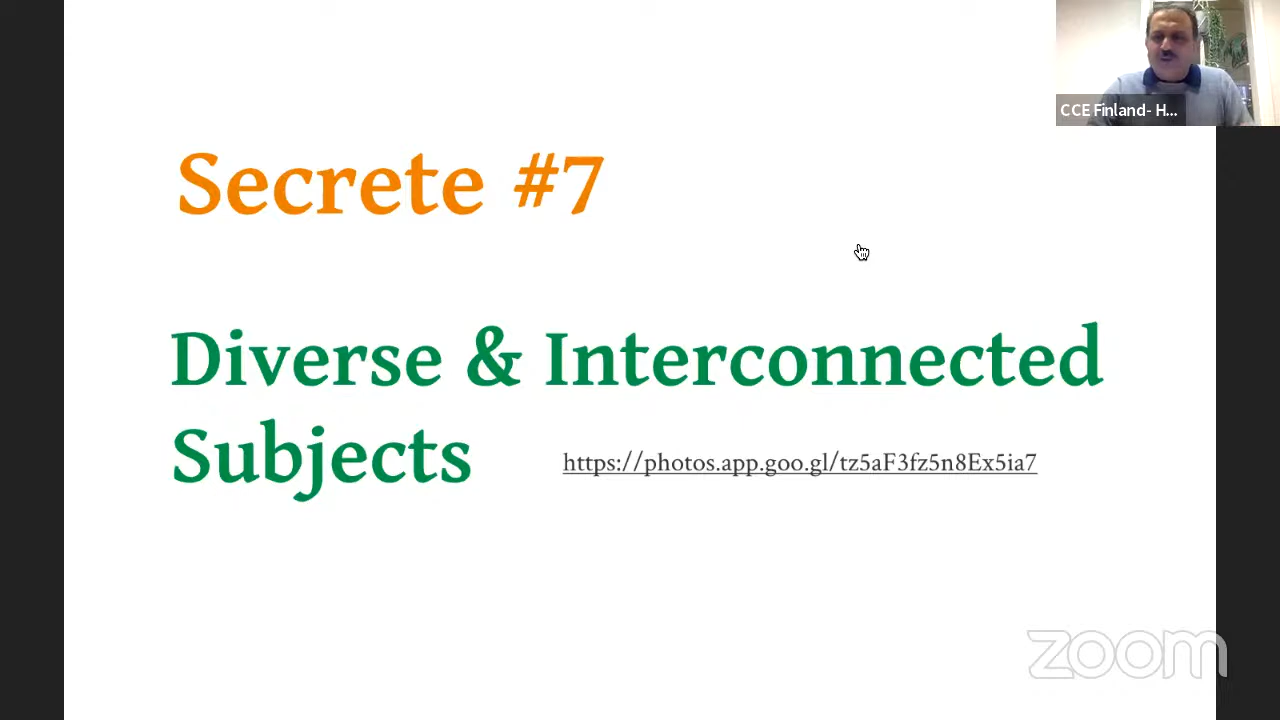 CCE Finland- H...
Secrete #7
Diverse & Interconnected
Subjects
https://photos.app.goo.gl/tz5aF3fz5n8Ex5ia7
zoom